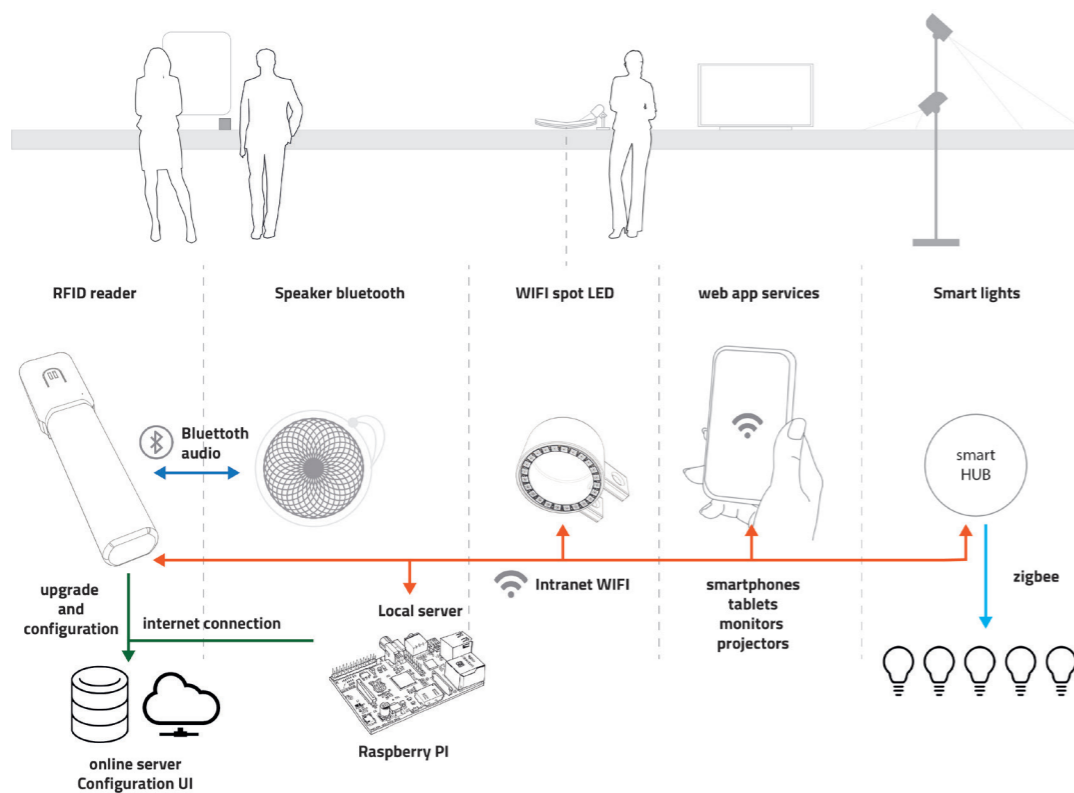 RFID reader
Speaker bluetooth
WIFI spot LED
web app services
Smart lights
Bluettoth
audio
smart
HUB
Intranet WIFI
smartphones
tablets
monitors
projectors
zigbee
upgrade
and
configuration
internet connection
Local server
Raspberry PI
online server
Configuration UI